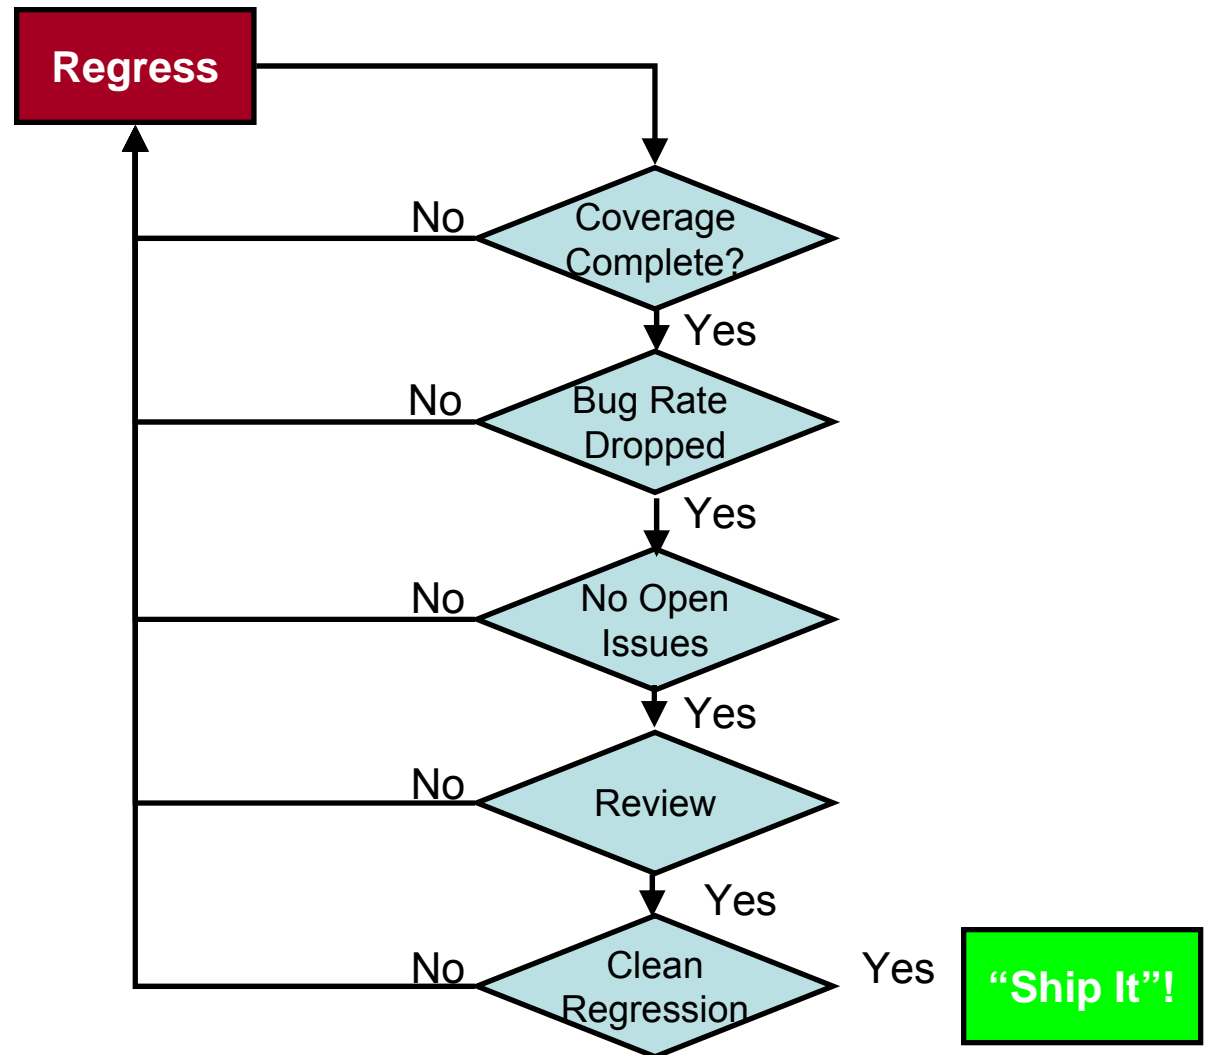 Regress
No
Coverage
Complete?
Yes
No
Bug Rate
Dropped
Yes
No
No Open
Issues
Yes
No
Review
Yes
No
Clean
Regression
Yes
“Ship It”!